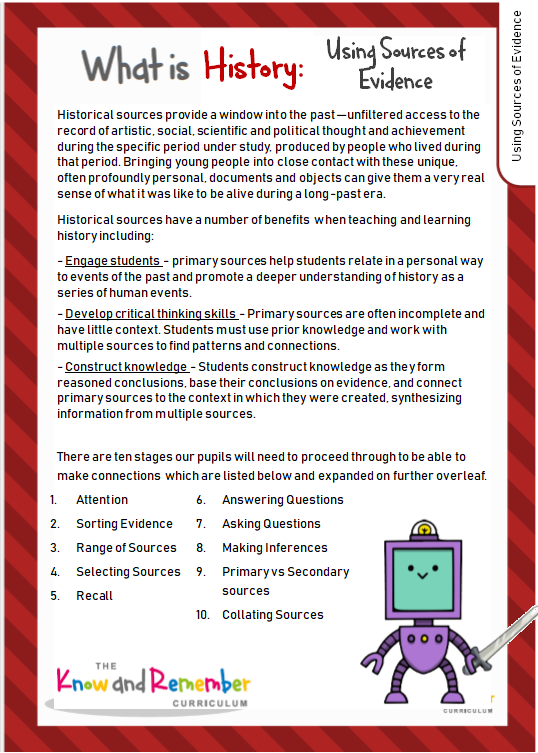 What is History: Using Sources of
Evidence
Using Sources of Evidence
Historical sources provide a window into the past—unfiltered access to the
record of artistic, social, scientific and political thought and achievement
during the specific period under study, produced by people who lived during
that period. Bringing young people into close contact with these unique,
often profoundly personal, documents and objects can give them a very real
sense of what it was like to be alive during a long-past era.
Historical sources have a number of benefits when teaching and learning
history including:
- Engage students - primary sources help students relate in a personal way
to events of the past and promote a deeper understanding of history as a
series of human events.
- Develop critical thinking skills - Primary sources are often incomplete and
have little context. Students must use prior knowledge and work with
multiple sources to find patterns and connections.
- Construct knowledge - Students construct knowledge as they form
reasoned conclusions, base their conclusions on evidence, and connect
primary sources to the context in which they were created, synthesizing
information from multiple sources.
There are ten stages our pupils will need to proceed through to be able to
make connections which are listed below and expanded on further overleaf.
1. Attention
2. Sorting Evidence
3. Range of Sources
4. Selecting Sources
5. Recall
6. Answering Questions
7. Asking Questions
8. Making Inferences
9. Primary vs Secondary
sources
10. Collating Sources
THE
Know and Remember
CURRICULUM
CURRICULUM